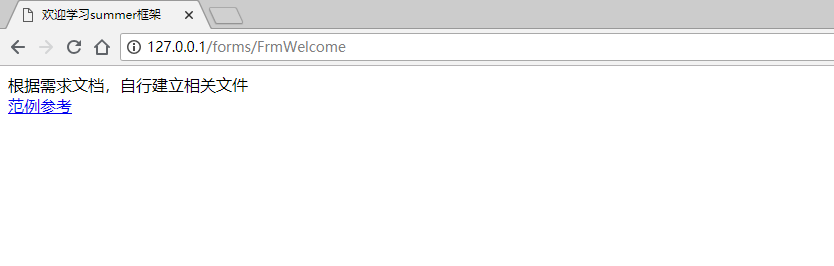 欢迎学习summer框架
127.0.0.1/forms/FrmWelcome
根据需求文档，自行建立相关文件
范例参考